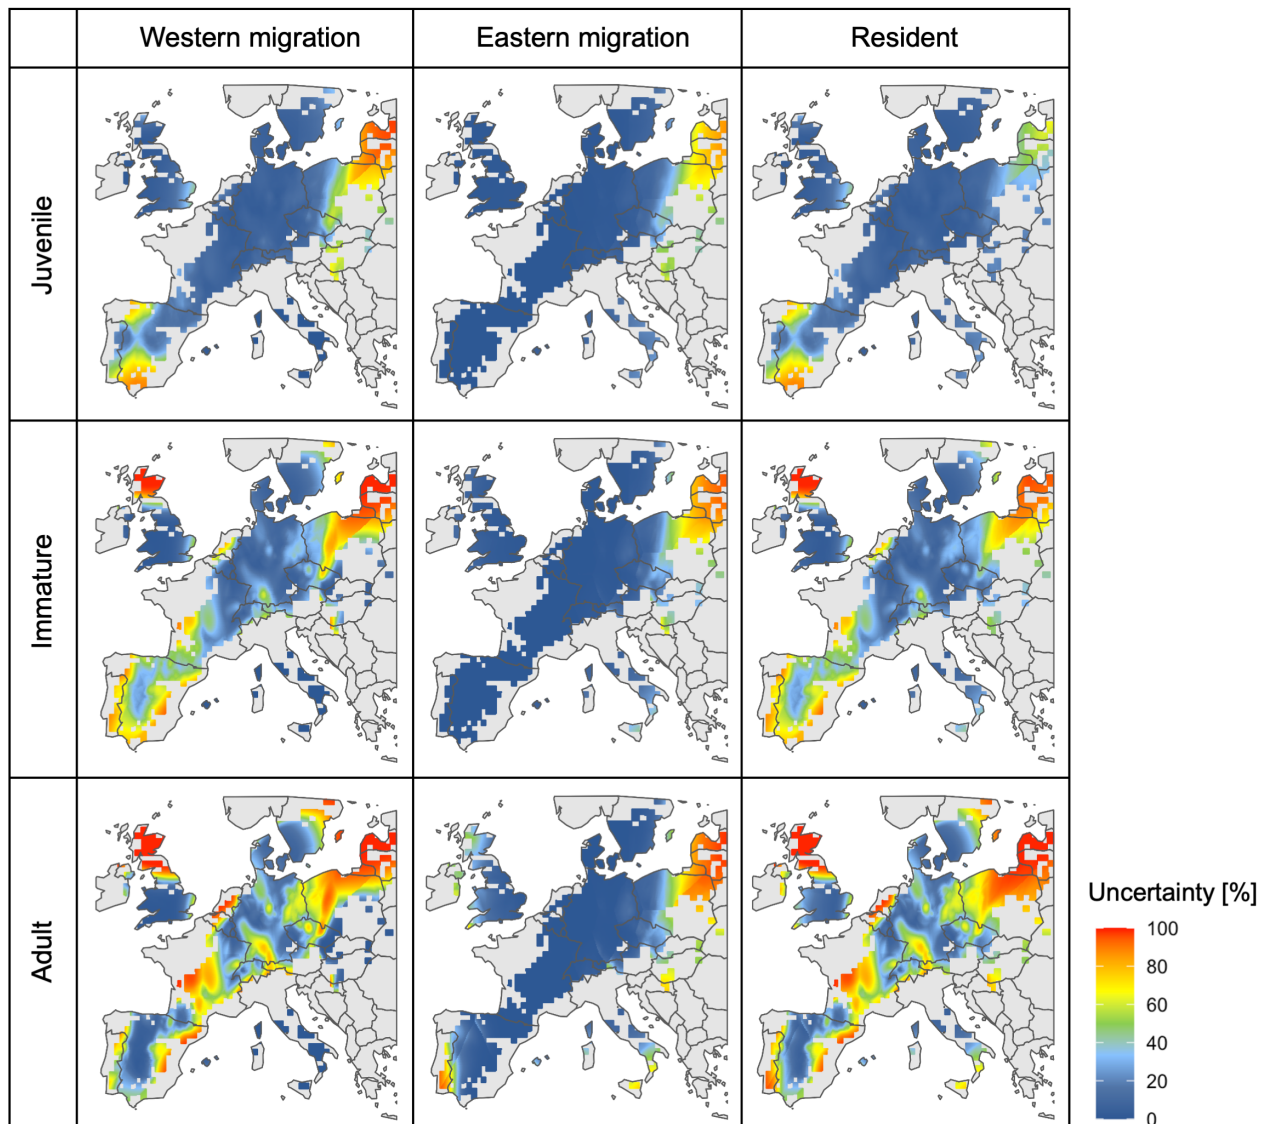 Western migration
Eastern migration
Resident
Juvenile
Immature
Adult
Uncertainty [%]
100
80
60
40
20
0